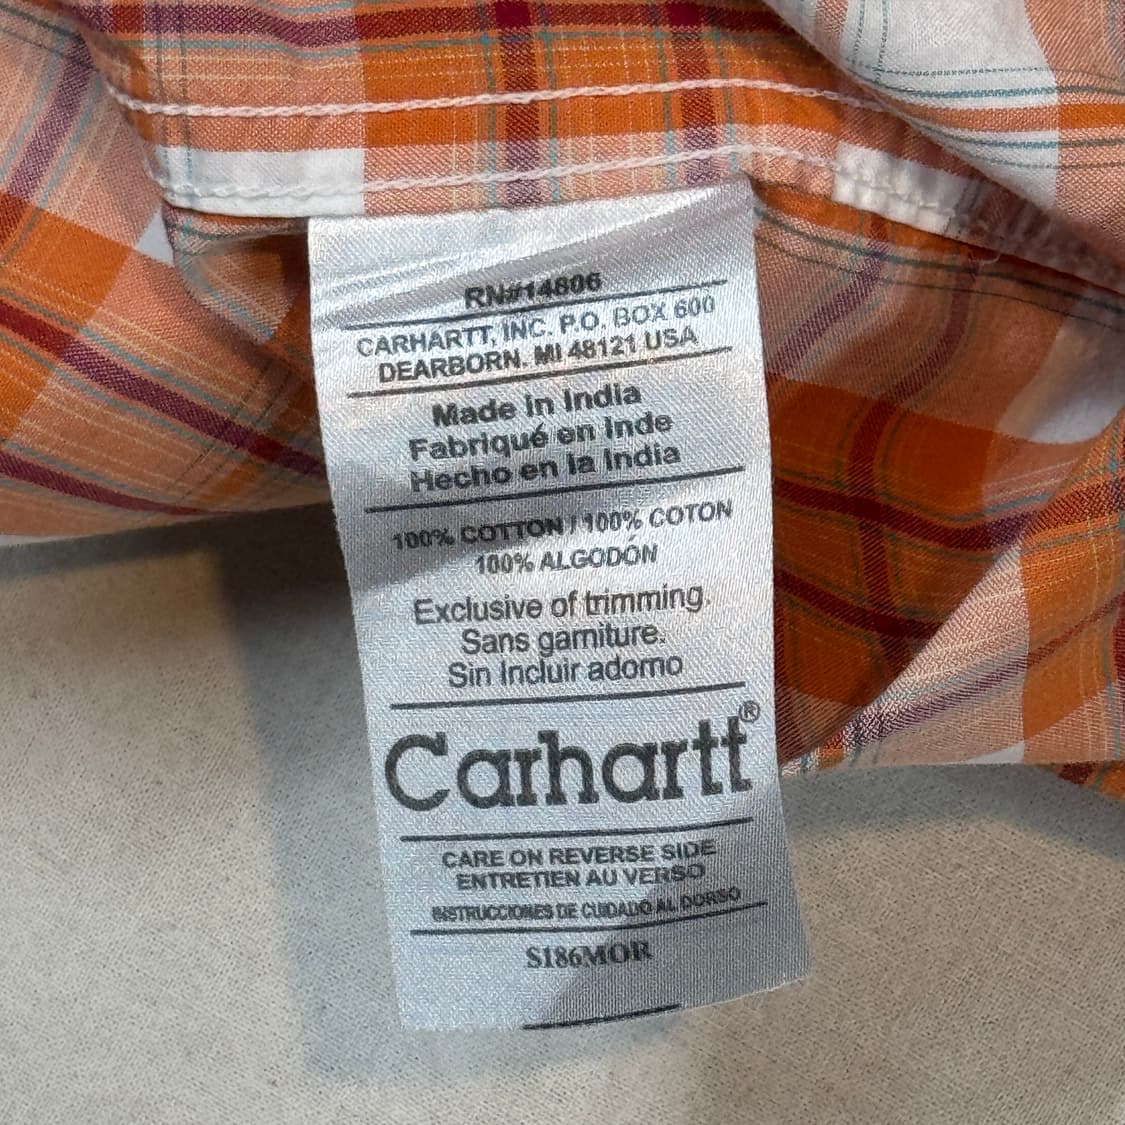 RN#14806
CARHARTT, INC. P.O. BOX 600
DEARBORN. MI 48121 USA
Made in India
Fabriqué en Inde
Hecho en la India
100% COTTON / 100% COTON
100% ALGODÓN
Exclusive of trimming.
Sans garniture.
Sin Incluir adorno
Carhartt®
CARE ON REVERSE SIDE
ENTRETIEN AU VERSO
INSTRUCCIONES DE CUIDADO AL DORSO
S186MOR